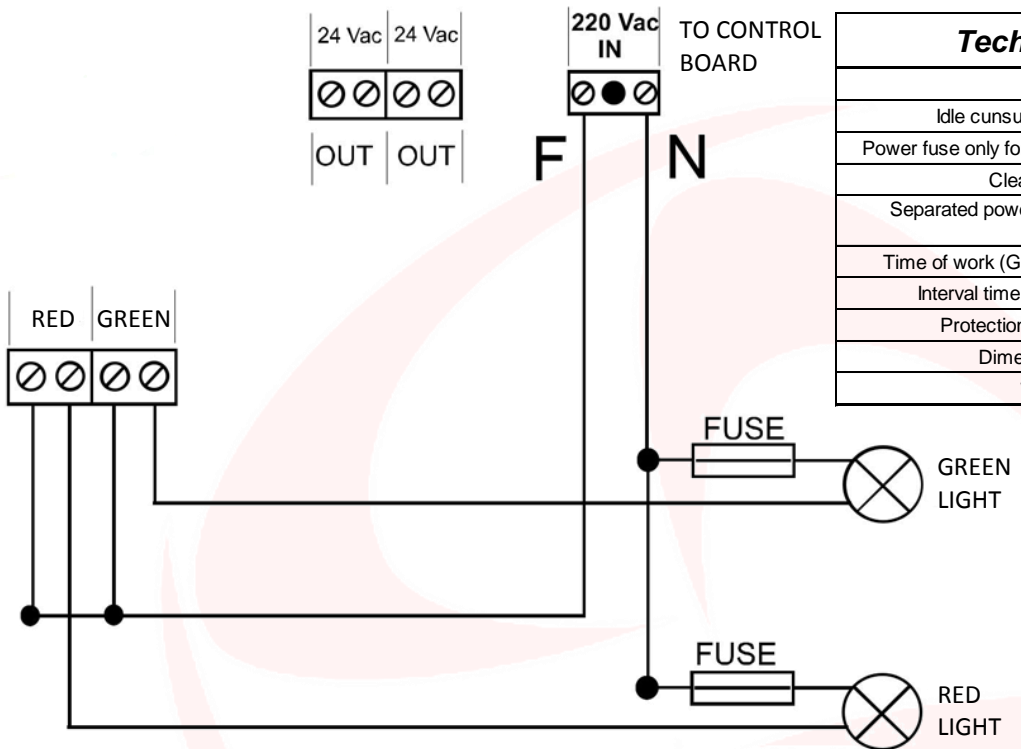 24 Vac 24 Vac
OUT OUT
220 Vac
IN
TO CONTROL
BOARD
F N
RED GREEN
FUSE
GREEN
LIGHT
FUSE
RED
LIGHT
Tech
Idle cunsu
Power fuse only fo
Clea
Separated powe
Time of work (G
Interval time
Protection
Dime